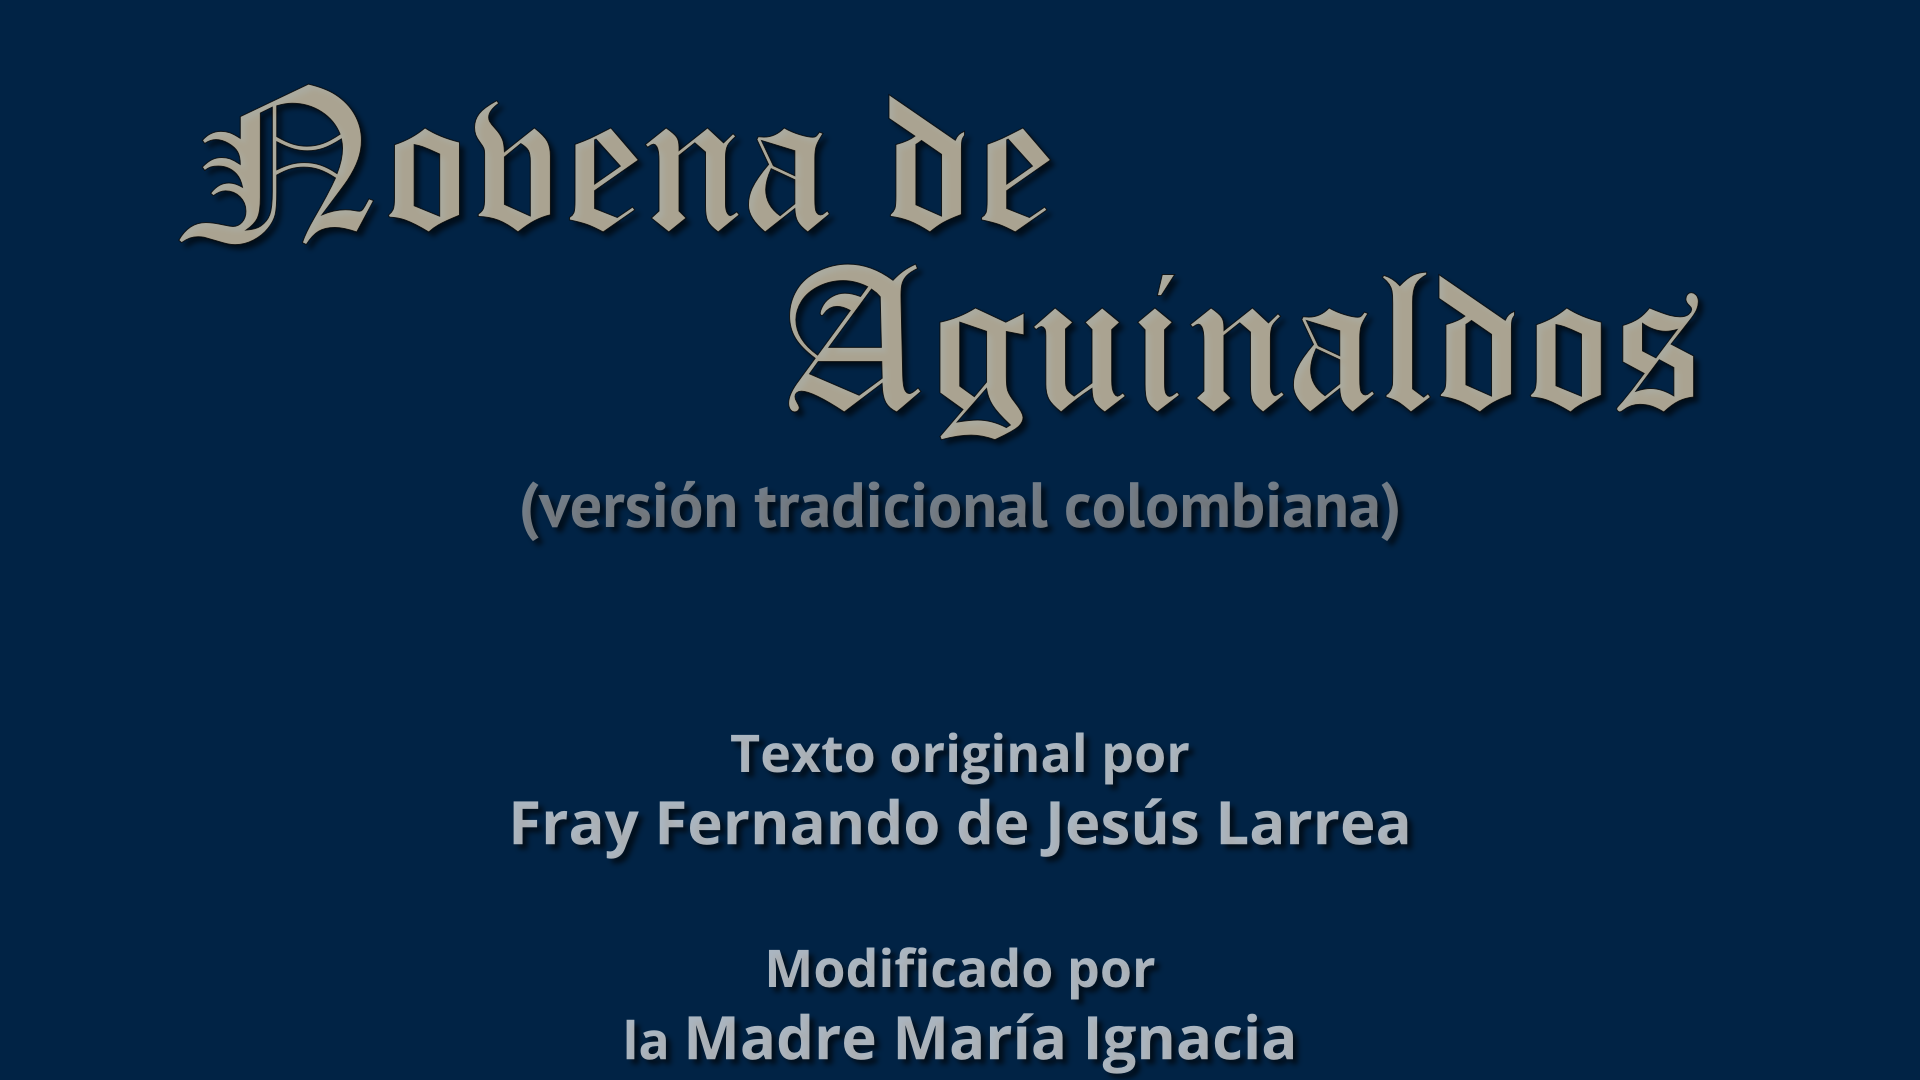 Novena de
Aguinaldos
(versión tradicional colombiana)
Texto original por
Fray Fernando de Jesús Larrea
Modificado por
la Madre María Ignacia